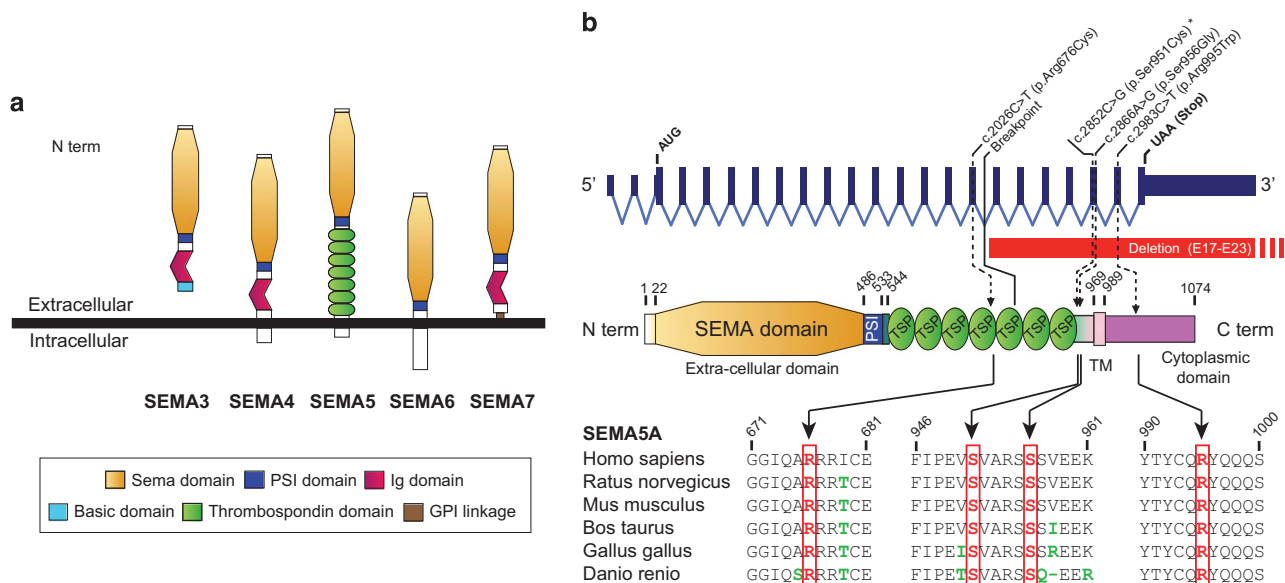 a
N term
Extracellular
Intracellular
SEMA3 SEMA4 SEMA5 SEMA6 SEMA7
Sema domain PSI domain Ig domain
Basic domain Thrombospondin domain GPI linkage
b
c.2026C>T (p.Arg676Cys)
Breakpoint
c.2852C>G (p.Ser951Cys) *
c.2866A>G (p.Ser956Gly)
c.2983C>T (p.Arg995Trp)
UAA (Stop)
AUG
5' 3'
Deletion (E17-E23)
1 22 486 533 544 969 989 1074
N term SEMA domain PSI TSP TSP TSP TSP TSP TSP TSP C term
Extra-cellular domain TM Cytoplasmic
domain
671 681 946 961 990 1000
SEMA5A
Homo sapiens GGIQARRRICE FIPEVSVARSSSVEEK YTYCQRYQQQS
Ratus norvegicus GGIQARRRTCE FIPEVSVARSSSVEEK YTYCQRYQQQS
Mus musculus GGIQARRRTCE FIPEVSVARSSSVEEK YTYCQRYQQQS
Bos taurus GGIQARRRTCE FIPEVSVARSSSIEEK YTYCQRYQQQS
Gallus gallus GGIQARRRTCE FIPEISVARSSSREEK YTYCQRYQQQS
Danio renio GGIQSRRRTCE FIPETSVARSSQ-EER YTYCQRYQQQS